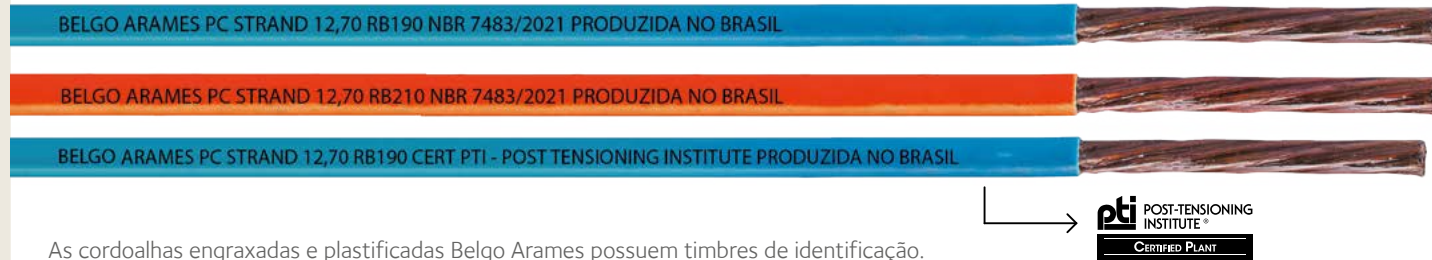 BELGO ARAMES PC STRAND 12,70 RB190 NBR 7483/2021 PRODUZIDA NO BRASIL
BELGO ARAMES PC STRAND 12,70 RB210 NBR 7483/2021 PRODUZIDA NO BRASIL
BELGO ARAMES PC STRAND 12,70 RB190 CERT PTI - POST TENSIONING INSTITUTE PRODUZIDA NO BRASIL
pti POST-TENSIONING
INSTITUTE ®
CERTIFIED PLANT
As cordoalhas engraxadas e plastificadas Belgo Arames possuem timbres de identificação.